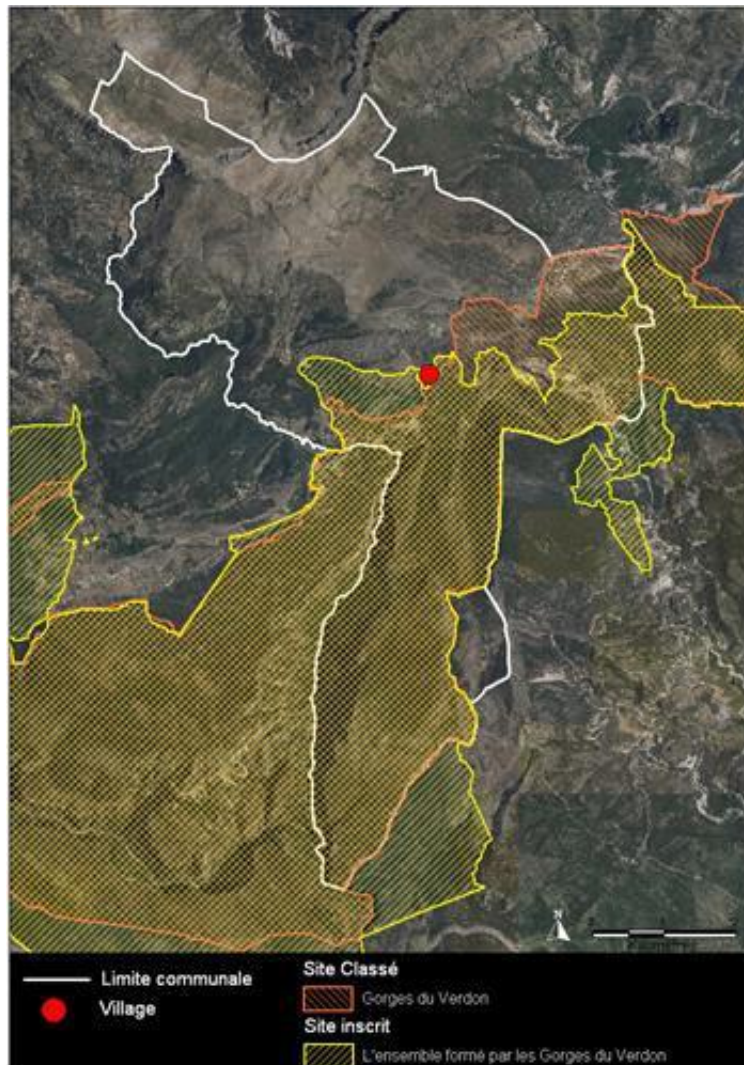 N
Limite communale
Village
Site Classé
Gorges du Verdon
Site inscrit
L'ensemble formé par les Gorges du Verdon